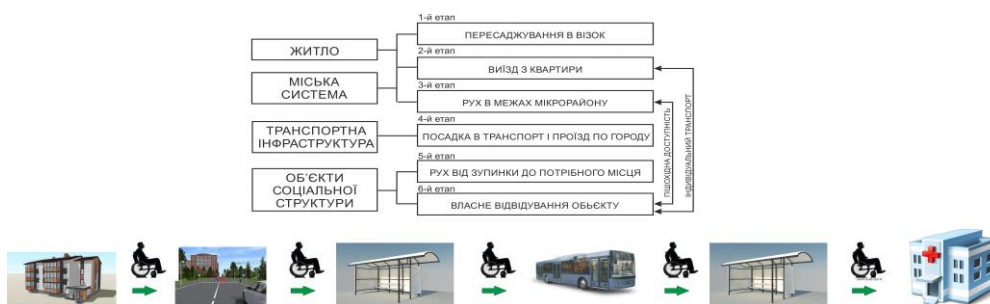 1-й етап
ПЕРЕСАДЖУВАННЯ В ВІЗОК
ЖИТЛО
2-й етап
ВИЇЗД З КВАРТИРИ
МІСЬКА
СИСТЕМА
3-й етап
РУХ В МЕЖАХ МІКРОРАЙОНУ
4-й етап
ТРАНСПОРТНА
ІНФРАСТРУКТУРА
ПОСАДКА В ТРАНСПОРТ І ПРОЇЗД ПО ГОРОДУ
5-й етап
РУХ ВІД ЗУПИНКИ ДО ПОТРІБНОГО МІСЦЯ
ОБ’ЄКТИ
СОЦІАЛЬНОЇ
СТРУКТУРИ
6-й етап
ВЛАСНЕ ВІДВІДУВАННЯ ОБЬЄКТУ
ПІШОХІДНА ДОСТУПНІСТЬ
ІНДИВІДУАЛЬНИЙ ТРАНСПОРТ